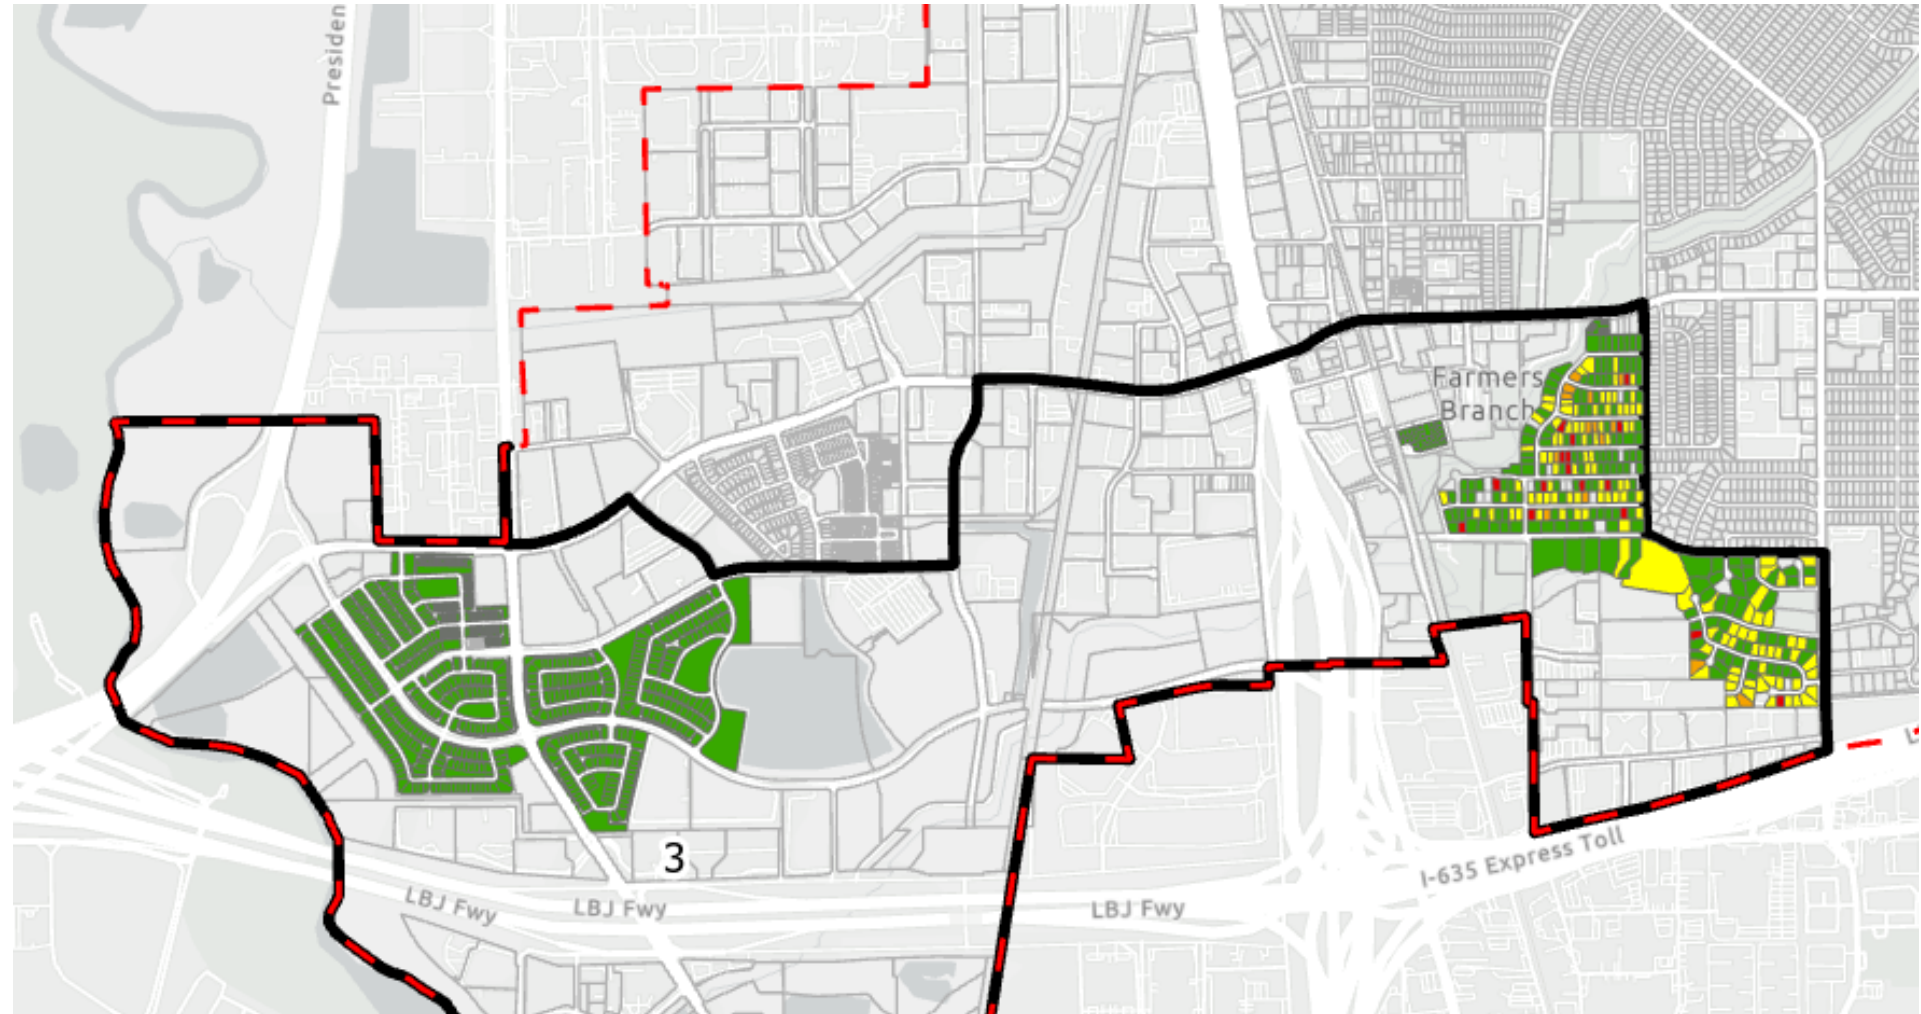 Presiden
Farmers
Branch
3
I-635 Express Toll
LBJ Fwy
LBJ Fwy
LBJ Fwy
L